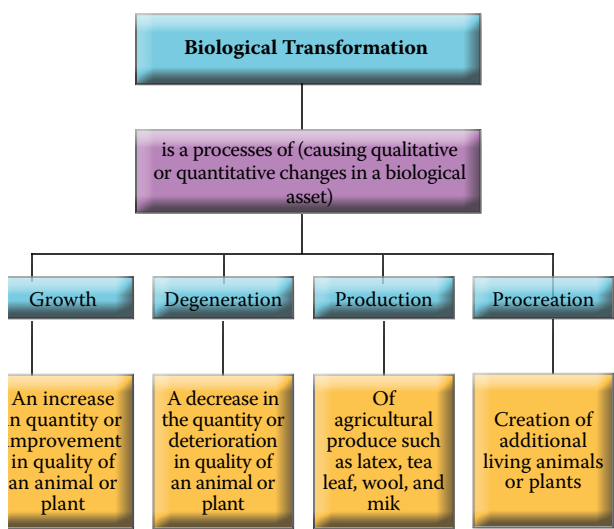 Biological Transformation
is a processes of (causing qualitative
or quantitative changes in a biological
asset)
Growth
Degeneration
Production
Procreation
An increase
in quantity or
improvement
in quality of
an animal or
plant
A decrease in
the quantity or
deterioration
in quality of
an animal or
plant
Of
agricultural
produce such
as latex, tea
leaf, wool, and
mik
Creation of
additional
living animals
or plants